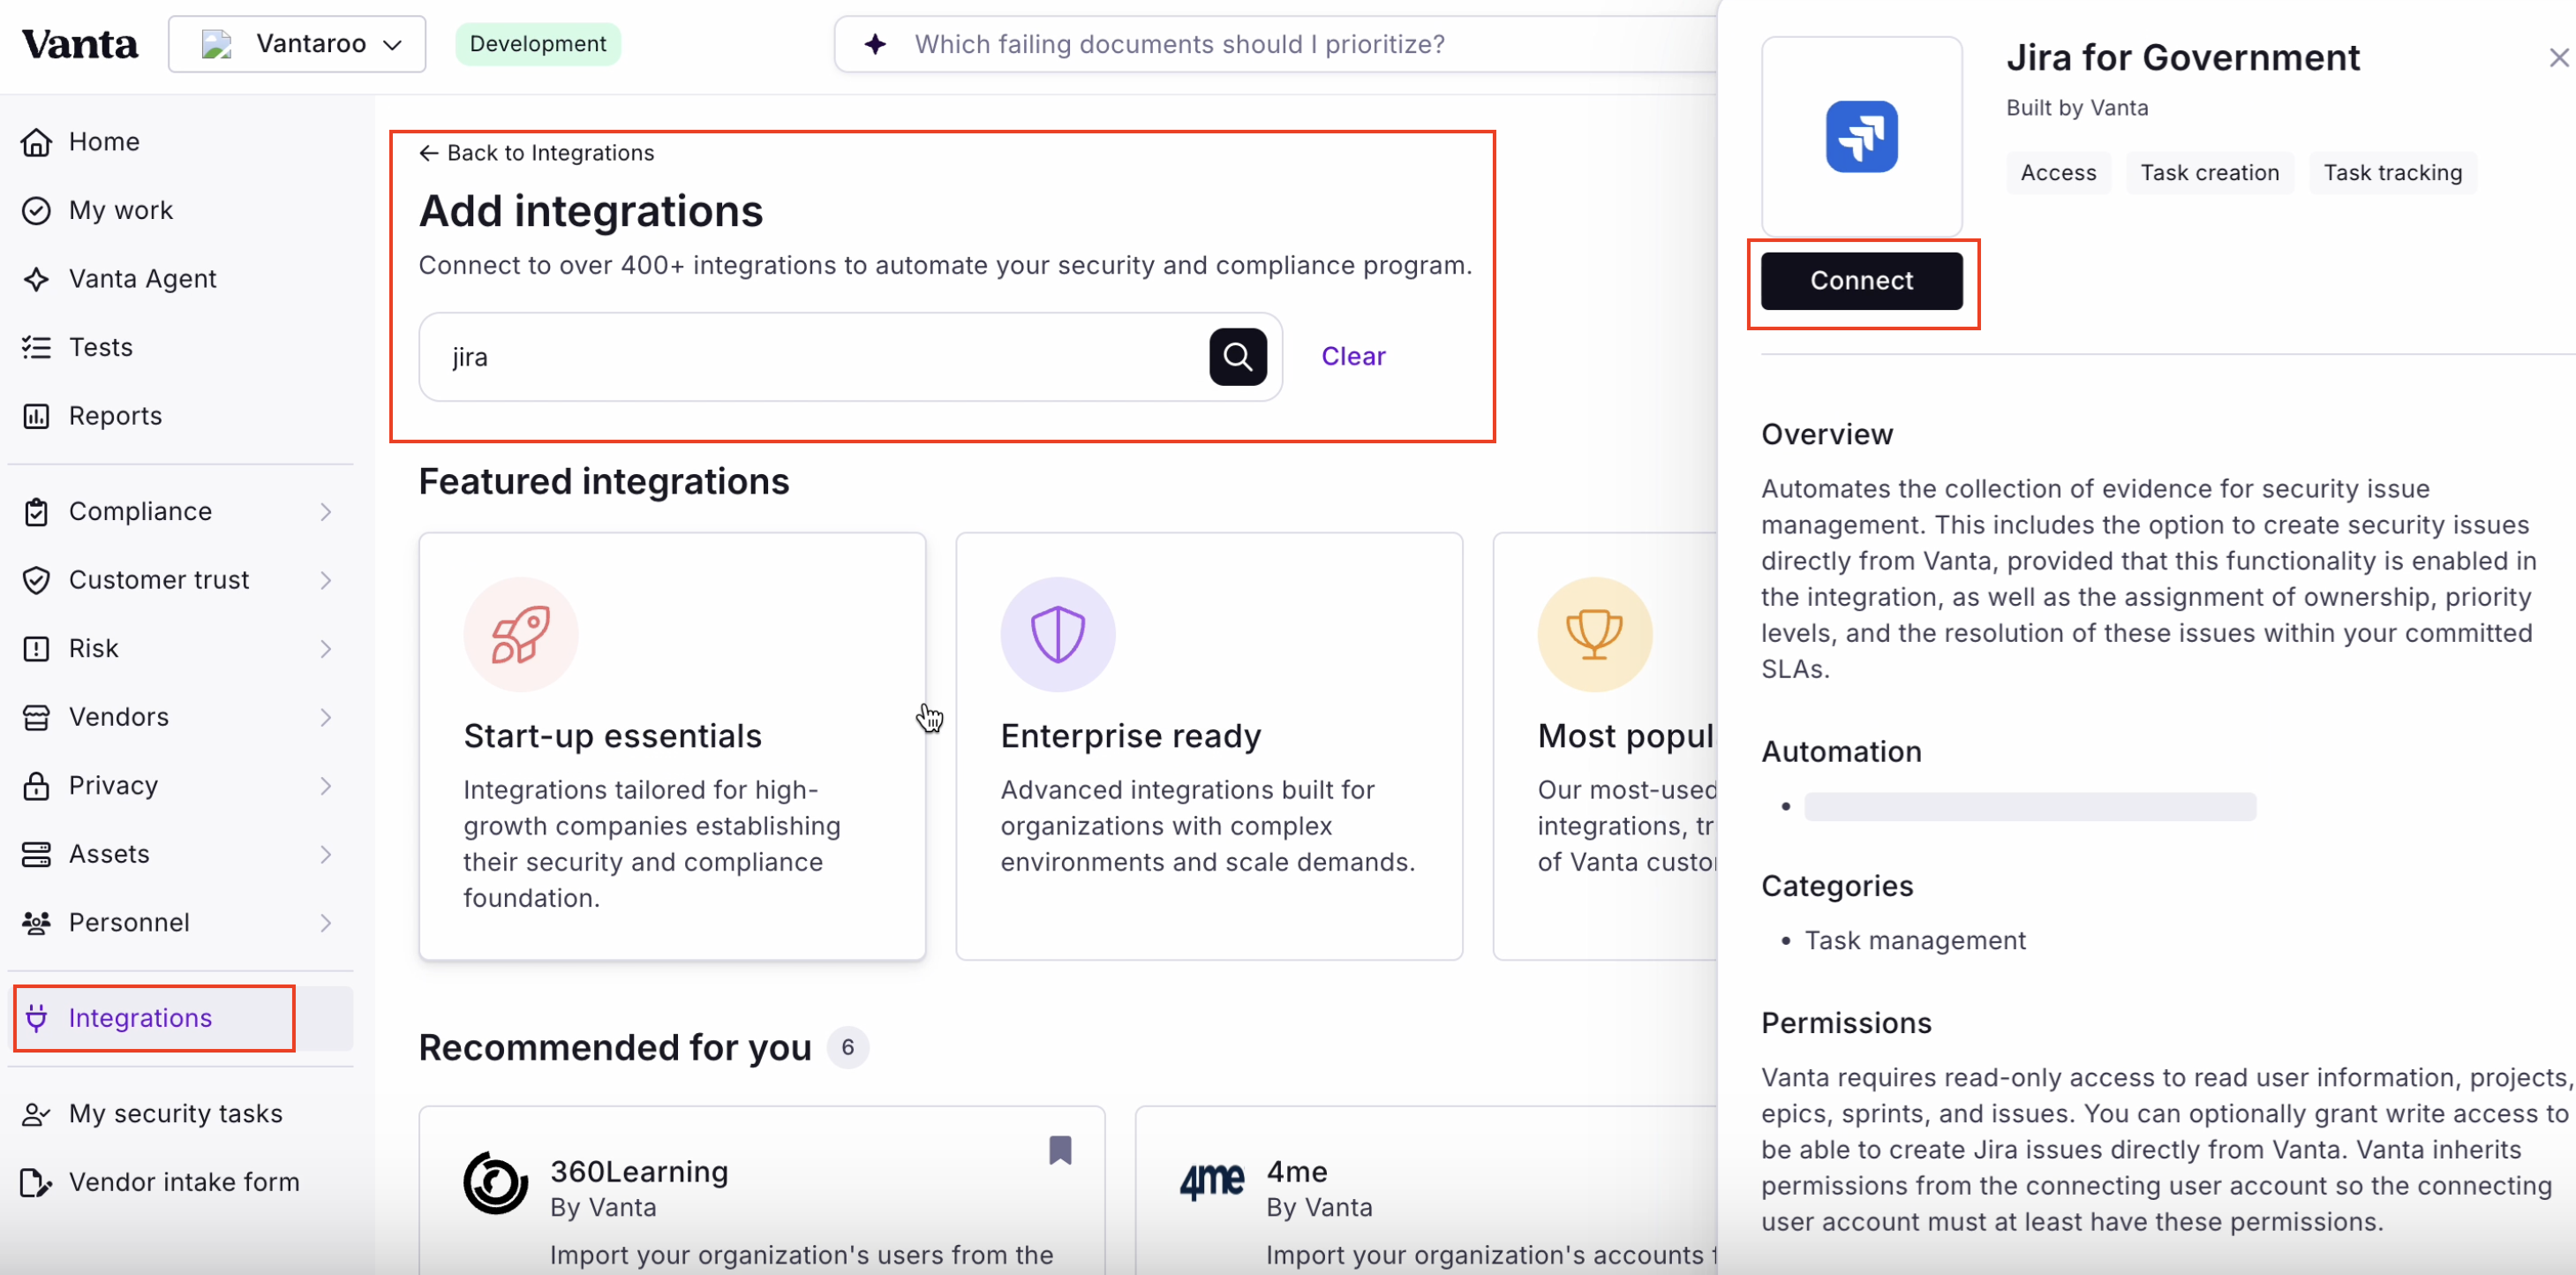 Vanta
Vantaroo
Development
Which failing documents should I prioritize?
Home
My work
Vanta Agent
Tests
Reports
Compliance
Customer trust
Risk
Vendors
Privacy
Assets
Personnel
Integrations
My security tasks
Vendor intake form
← Back to Integrations
Add integrations
Connect to over 400+ integrations to automate your security and compliance program.
jira
Clear
Featured integrations
Start-up essentials
Integrations tailored for high-
growth companies establishing
their security and compliance
foundation.
Enterprise ready
Advanced integrations built for
organizations with complex
environments and scale demands.
Most popul
Our most-used
integrations, tr
of Vanta custo
Recommended for you 6
360Learning
By Vanta
Import your organization's users from the
4me
4me
By Vanta
Import your organization's accounts f
Jira for Government
Built by Vanta
Access
Task creation
Task tracking
Connect
Overview
Automates the collection of evidence for security issue
management. This includes the option to create security issues
directly from Vanta, provided that this functionality is enabled in
the integration, as well as the assignment of ownership, priority
levels, and the resolution of these issues within your committed
SLAs.
Automation
Categories
• Task management
Permissions
Vanta requires read-only access to read user information, projects,
epics, sprints, and issues. You can optionally grant write access to
be able to create Jira issues directly from Vanta. Vanta inherits
permissions from the connecting user account so the connecting
user account must at least have these permissions.